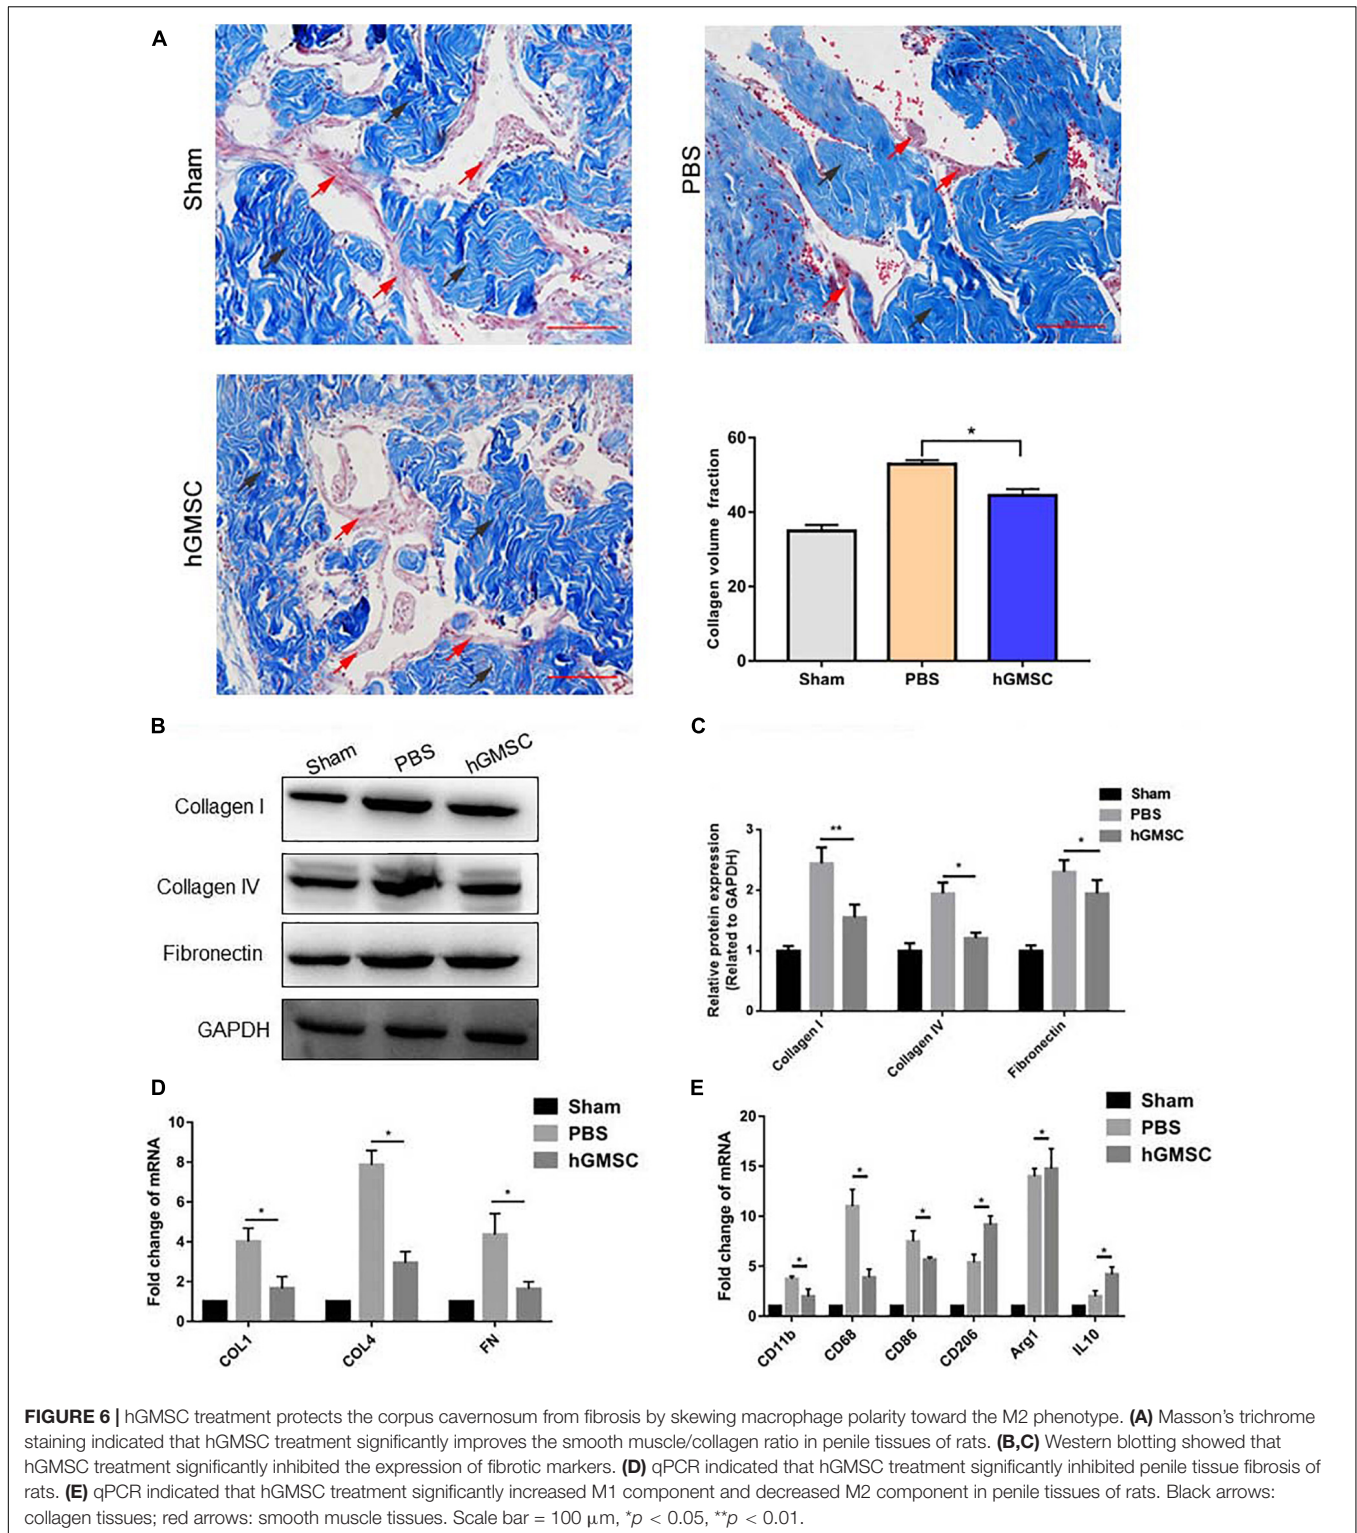 A
Sham
PBS
hGMSC
60
40
20
0
Collagen volume fraction
*
Sham
PBS
hGMSC
B
Sham
PBS
hGMSC
Collagen I
Collagen IV
Fibronectin
GAPDH
C
Sham
PBS
hGMSC
Relative protein expression
(Related to GAPDH)
3
2
1
0
**
*
*
Collagen I
Collagen IV
Fibronectin
D
Sham
PBS
hGMSC
Fold change of mRNA
10
8
6
4
2
0
*
*
*
COL1
COL4
FN
E
Sham
PBS
hGMSC
Fold change of mRNA
20
15
10
5
0
*
*
*
*
*
*
CD11b
CD68
CD86
CD206
Arg1
IL10
FIGURE 6 | hGMSC treatment protects the corpus cavernosum from fibrosis by skewing macrophage polarity toward the M2 phenotype. (A) Masson's trichrome
staining indicated that hGMSC treatment significantly improves the smooth muscle/collagen ratio in penile tissues of rats. (B,C) Western blotting showed that
hGMSC treatment significantly inhibited the expression of fibrotic markers. (D) qPCR indicated that hGMSC treatment significantly inhibited penile tissue fibrosis of
rats. (E) qPCR indicated that hGMSC treatment significantly increased M1 component and decreased M2 component in penile tissues of rats. Black arrows:
collagen tissues; red arrows: smooth muscle tissues. Scale bar = 100 μm, *p < 0.05, **p < 0.01.